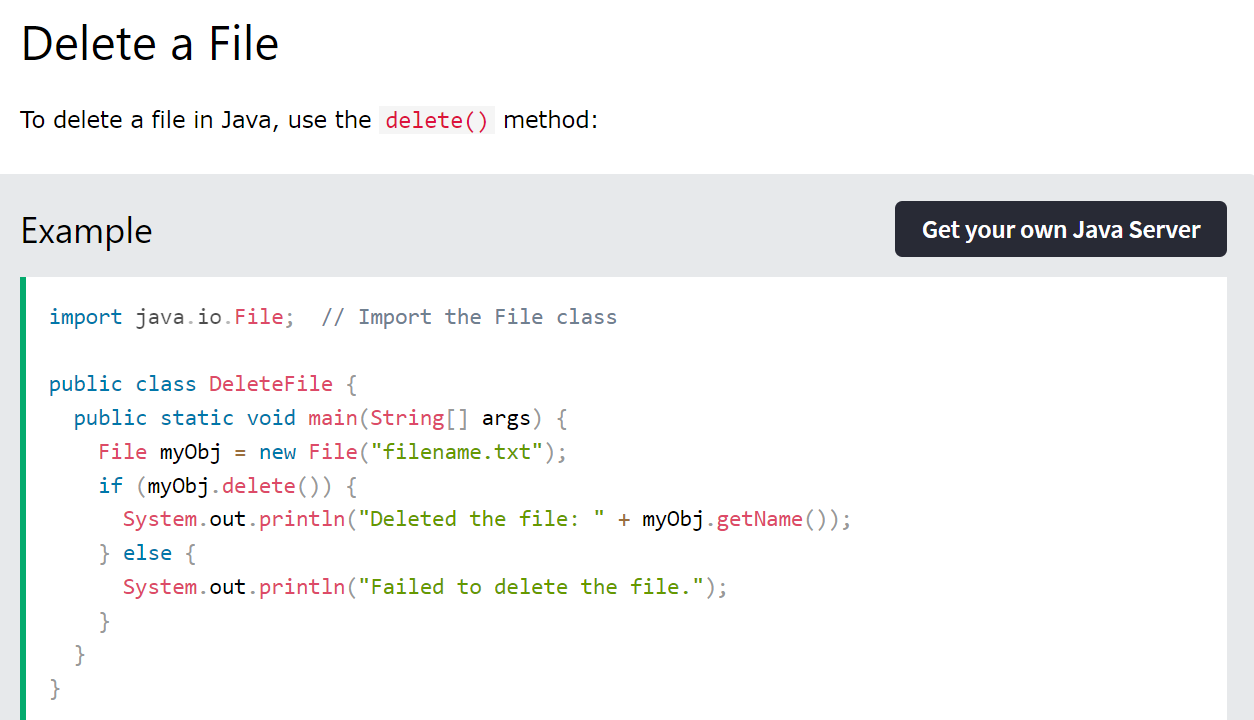 Delete a File
To delete a file in Java, use the delete() method:
Example
Get your own Java Server
import java.io.File;  // Import the File class
public class DeleteFile {
  public static void main(String[] args) {
    File myObj = new File("filename.txt");
    if (myObj.delete()) {
      System.out.println("Deleted the file: " + myObj.getName());
    } else {
      System.out.println("Failed to delete the file.");
    }
  }
}